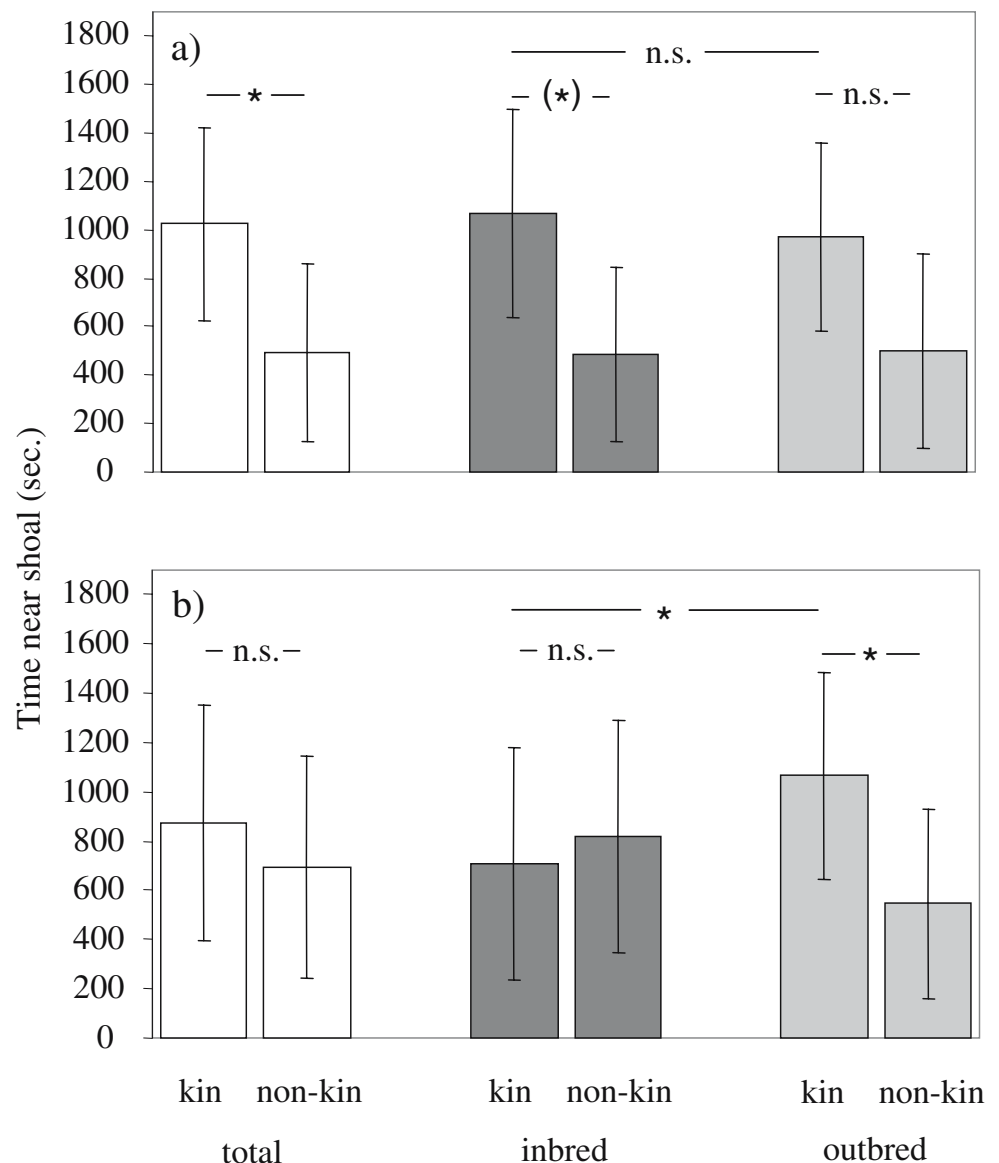 Time near shoal (sec.)
a)
1800
1600
1400
1200
1000
800
600
400
200
0
n.s.
*
(*)
n.s.
b)
1800
1600
1400
1200
1000
800
600
400
200
0
*
n.s.
n.s.
*
kin non-kin kin non-kin kin non-kin
total inbred outbred